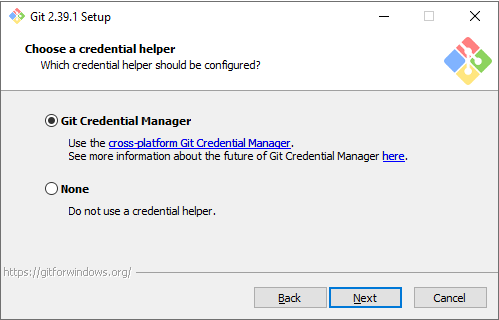 Git 2.39.1 Setup
Choose a credential helper
Which credential helper should be configured?
Git Credential Manager
Use the cross-platform Git Credential Manager.
See more information about the future of Git Credential Manager here.
None
Do not use a credential helper.
https://gitforwindows.org/
Back Next Cancel